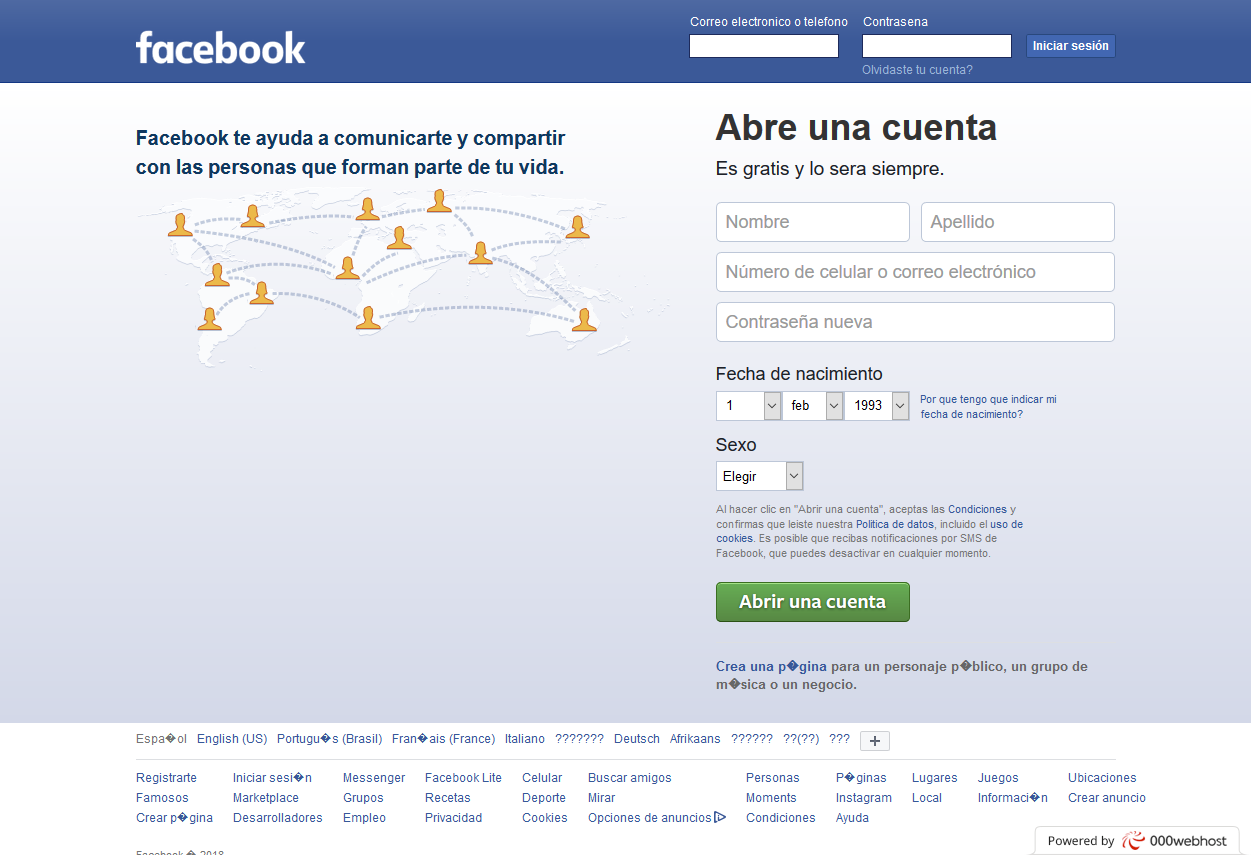 facebook
Correo electronico o telefono
Contrasena
Iniciar sesión
Olvidaste tu cuenta?
Facebook te ayuda a comunicarte y compartir
con las personas que forman parte de tu vida.
Abre una cuenta
Es gratis y lo sera siempre.
Nombre
Apellido
Número de celular o correo electrónico
Contraseña nueva
Fecha de nacimiento
1 feb 1993
Por que tengo que indicar mi
fecha de nacimiento?
Sexo
Elegir
Al hacer clic en "Abrir una cuenta", aceptas las Condiciones y
confirmas que leiste nuestra Politica de datos, incluido el uso de
cookies. Es posible que recibas notificaciones por SMS de
Facebook, que puedes desactivar en cualquier momento.
Abrir una cuenta
Crea una p�gina para un personaje p�blico, un grupo de
m�sica o un negocio.
Espa�ol English (US) Portugu�s (Brasil) Fran�ais (France) Italiano ??????? Deutsch Afrikaans ?????? ??(??) ??? +
Registrarte Iniciar sesi�n Messenger Facebook Lite Celular Buscar amigos Personas P�ginas Lugares Juegos Ubicaciones
Famosos Marketplace Grupos Recetas Deporte Mirar Moments Instagram Local Informaci�n Crear anuncio
Crear p�gina Desarrolladores Empleo Privacidad Cookies Opciones de anuncios Condiciones Ayuda
Facebook � 2018
Powered by 000webhost